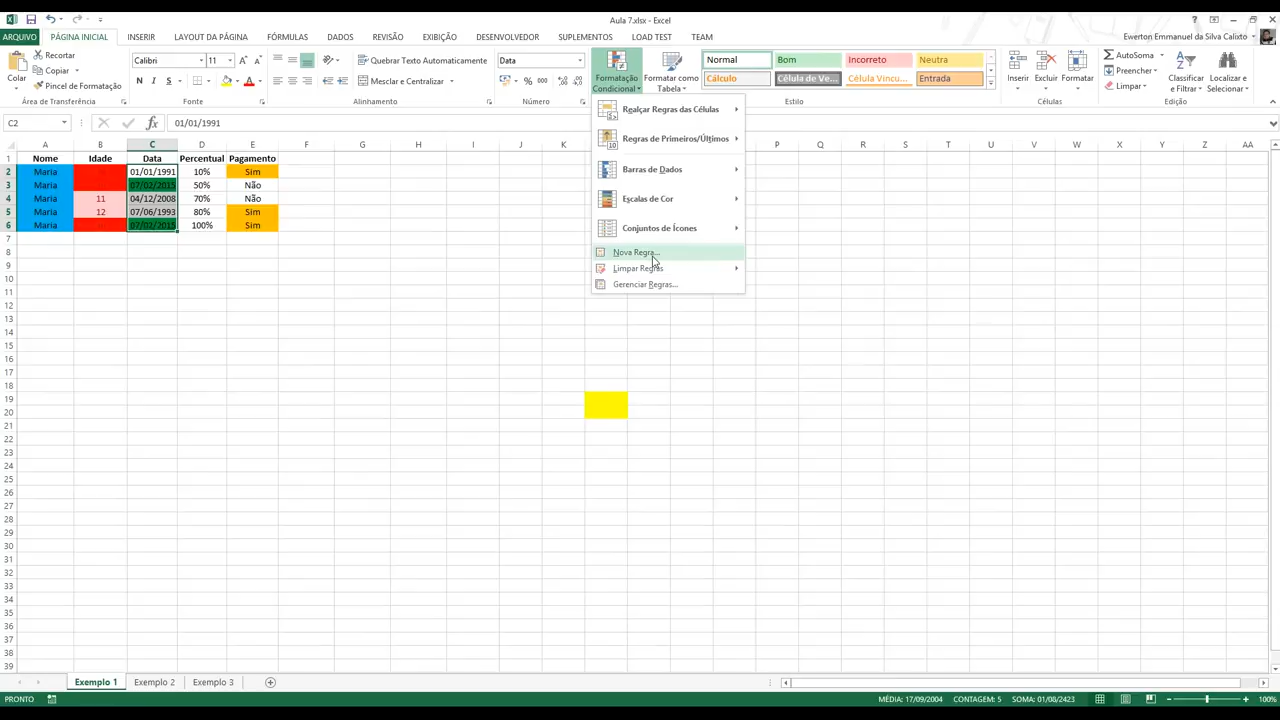 Aula 7.xlsx - Excel
ARQUIVO PÁGINA INICIAL INSERIR LAYOUT DA PÁGINA FÓRMULAS DADOS REVISÃO EXIBIÇÃO DESENVOLVEDOR SUPLEMENTOS LOAD TEST TEAM Ewerton Emmanuel da Silva Calixto
Colar
Recortar
Copiar
Pincel de Formatação
Área de Transferência
Calibri 11
N I S
Fonte
Quebrar Texto Automaticamente
Mesclar e Centralizar
Alinhamento
Data
% 000
Número
Formatação
Condicional
Formatar como
Tabela
Normal Bom Incorreto Neutra
Cálculo Célula de Ve... Célula Víncu... Entrada
Estilo
Inserir Excluir Formatar
Células
AutoSoma
Preencher
Limpar
Classificar
e Filtrar
Localizar e
Selecionar
Edição
C2 01/01/1991
Realçar Regras das Células
Regras de Primeiros/Últimos
Barras de Dados
Escalas de Cor
Conjuntos de Ícones
Nova Regra...
Limpar Regras
Gerenciar Regras...
A B C D E F G H I J K P Q R S T U V W X Y Z AA
1 Nome Idade Data Percentual Pagamento
2 Maria 01/01/1991 10% Sim
3 Maria 07/02/2015 50% Não
4 Maria 11 04/12/2008 70% Não
5 Maria 12 07/06/1993 80% Sim
6 Maria 07/02/2015 100% Sim
7
8
9
10
11
12
13
14
15
16
17
18
19
20
21
22
23
24
25
26
27
28
29
30
31
32
33
34
35
36
37
38
39
Exemplo 1 Exemplo 2 Exemplo 3
PRONTO MÉDIA: 17/09/2004 CONTAGEM: 5 SOMA: 01/08/2423 100%